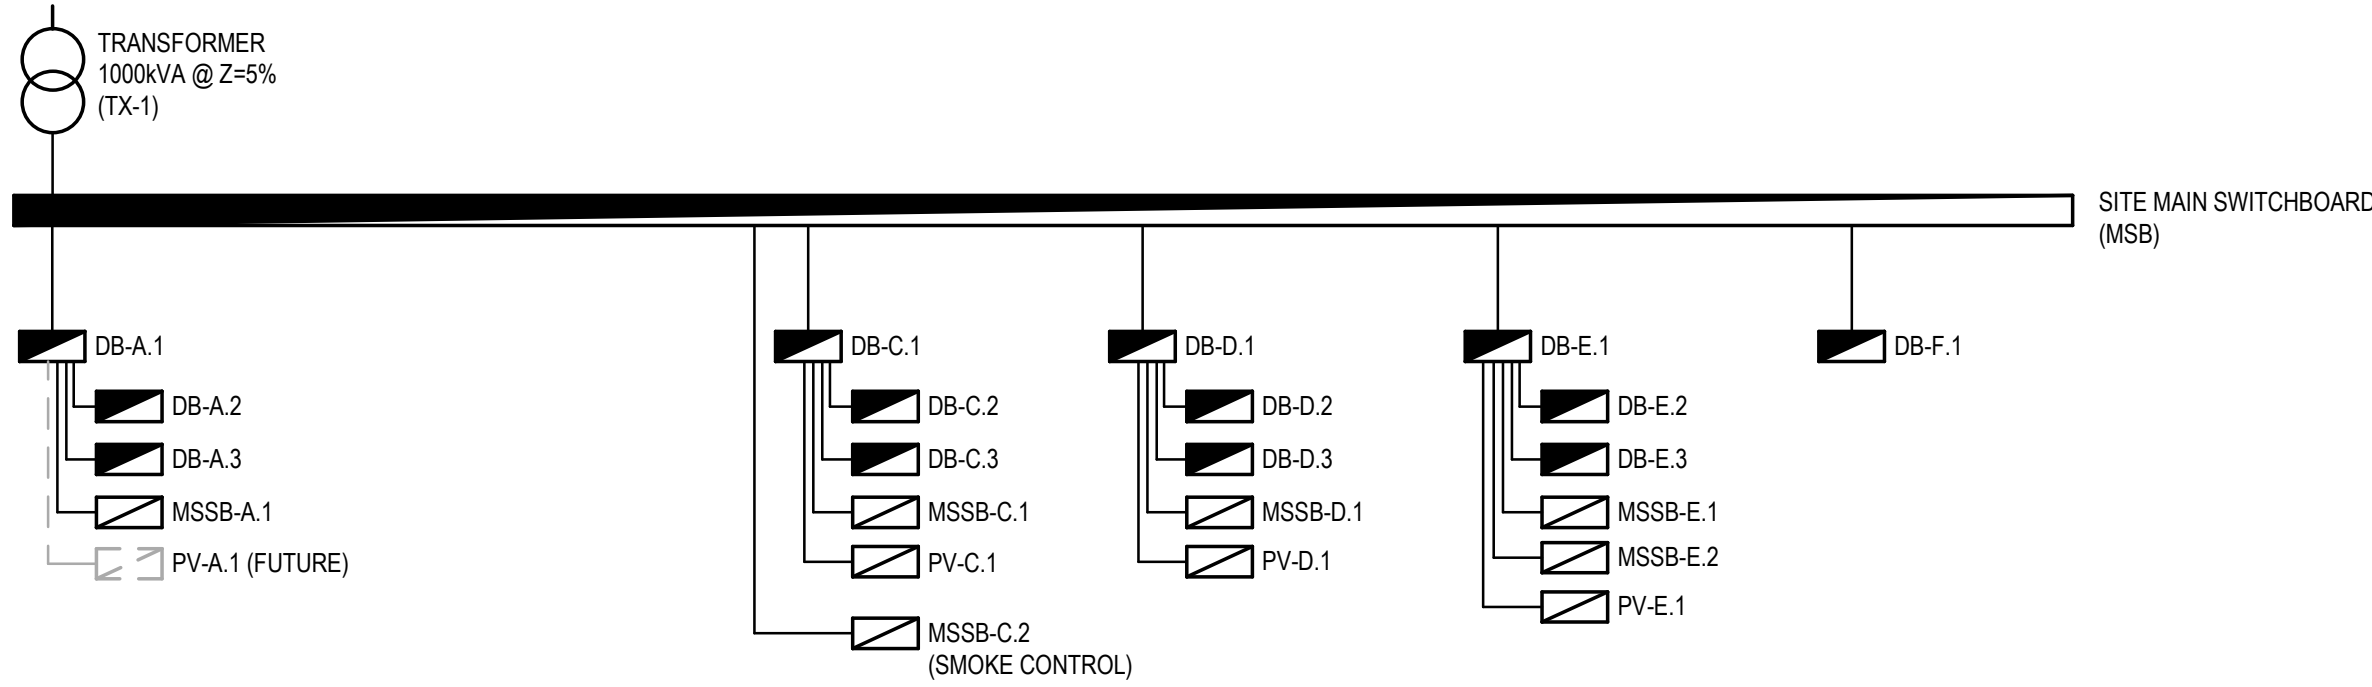 TRANSFORMER
1000kVA @ Z=5%
(TX-1)
SITE MAIN SWITCHBOARD
(MSB)
DB-A.1
DB-A.2
DB-A.3
MSSB-A.1
PV-A.1 (FUTURE)
DB-C.1
DB-C.2
DB-C.3
MSSB-C.1
PV-C.1
MSSB-C.2
(SMOKE CONTROL)
DB-D.1
DB-D.2
DB-D.3
MSSB-D.1
PV-D.1
DB-E.1
DB-E.2
DB-E.3
MSSB-E.1
MSSB-E.2
PV-E.1
DB-F.1